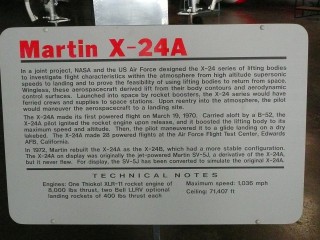 Martin X-24A
In a joint project, NASA and the US Air Force designed the X-24 series of lifting bodies
to investigate flight characteristics within the atmosphere from high altitude supersonic
speeds to landing and to prove the feasibility of using lifting bodies to return from space.
Wingless, these aerospacecraft derived lift from their body contours and aerodynamic
control surfaces. Launched into space by rocket boosters, the X-24 series would have
ferried crews and supplies to space stations. Upon reentry into the atmosphere, the pilot
would maneuver the aerospacecraft to a landing site.
The X-24A made its first powered flight on March 19, 1970. Carried aloft by a B-52, the
X-24A pilot ignited the rocket engine upon release, and it boosted the lifting body to its
maximum speed and altitude. Then, the pilot maneuvered it to a glide landing on a dry
lakebed. The X-24A made 28 powered flights at the Air Force Flight Test Center, Edwards
AFB, California.
In 1972, Martin rebuilt the X-24A as the X-24B, which had a more stable configuration.
The X-24A on display was originally the jet-powered Martin SV-5J, a derivative of the X-24A,
but it never flew. For display, the SV-5J has been converted to simulate the original X-24A.
TECHNICAL NOTES
Engines: One Thiokol XLR-11 rocket engine of
8,000 lbs thrust, two Bell LLRV optional
landing rockets of 400 lbs thrust each
Maximum speed: 1,036 mph
Ceiling: 71,407 ft